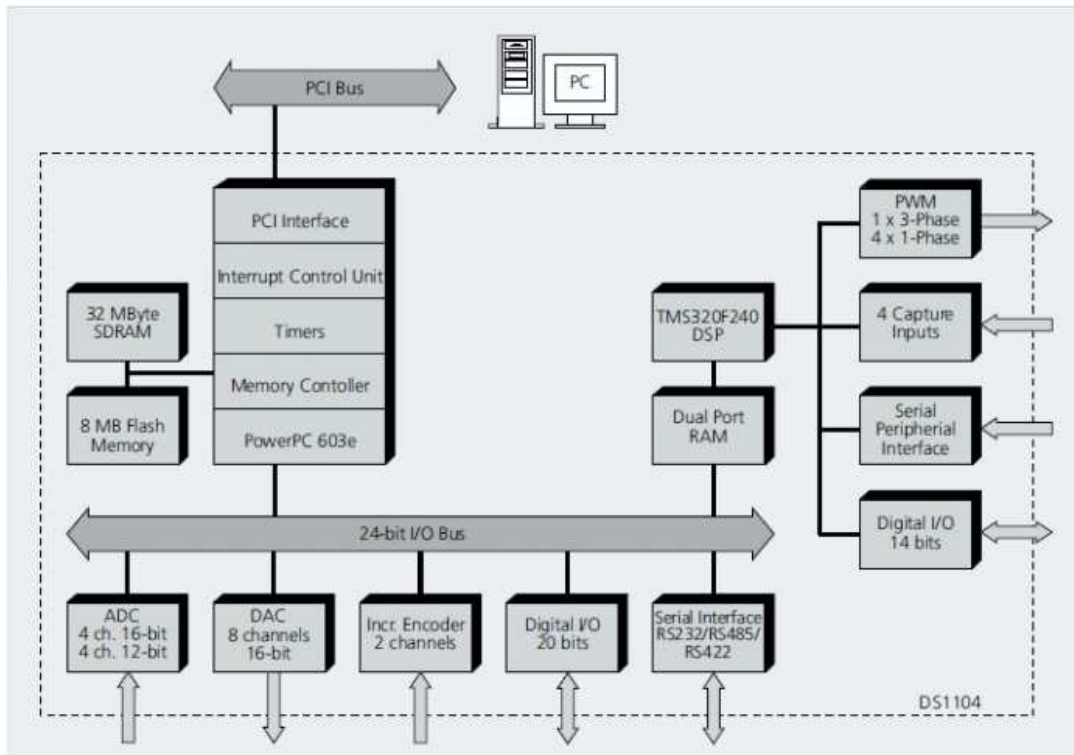 PCI Bus
PC
PCI Interface
Interrupt Control Unit
Timers
Memory Contoller
PowerPC 603e
32 MByte
SDRAM
8 MB Flash
Memory
TMS320F240
DSP
Dual Port
RAM
PWM
1 x 3-Phase
4 x 1-Phase
4 Capture
Inputs
Serial
Peripheral
Interface
Digital I/O
14 bits
24-bit I/O Bus
ADC
4 ch. 16-bit
4 ch. 12-bit
DAC
8 channels
16-bit
Incr. Encoder
2 channels
Digital I/O
20 bits
Serial Interface
RS232/RS485/
RS422
DS1104